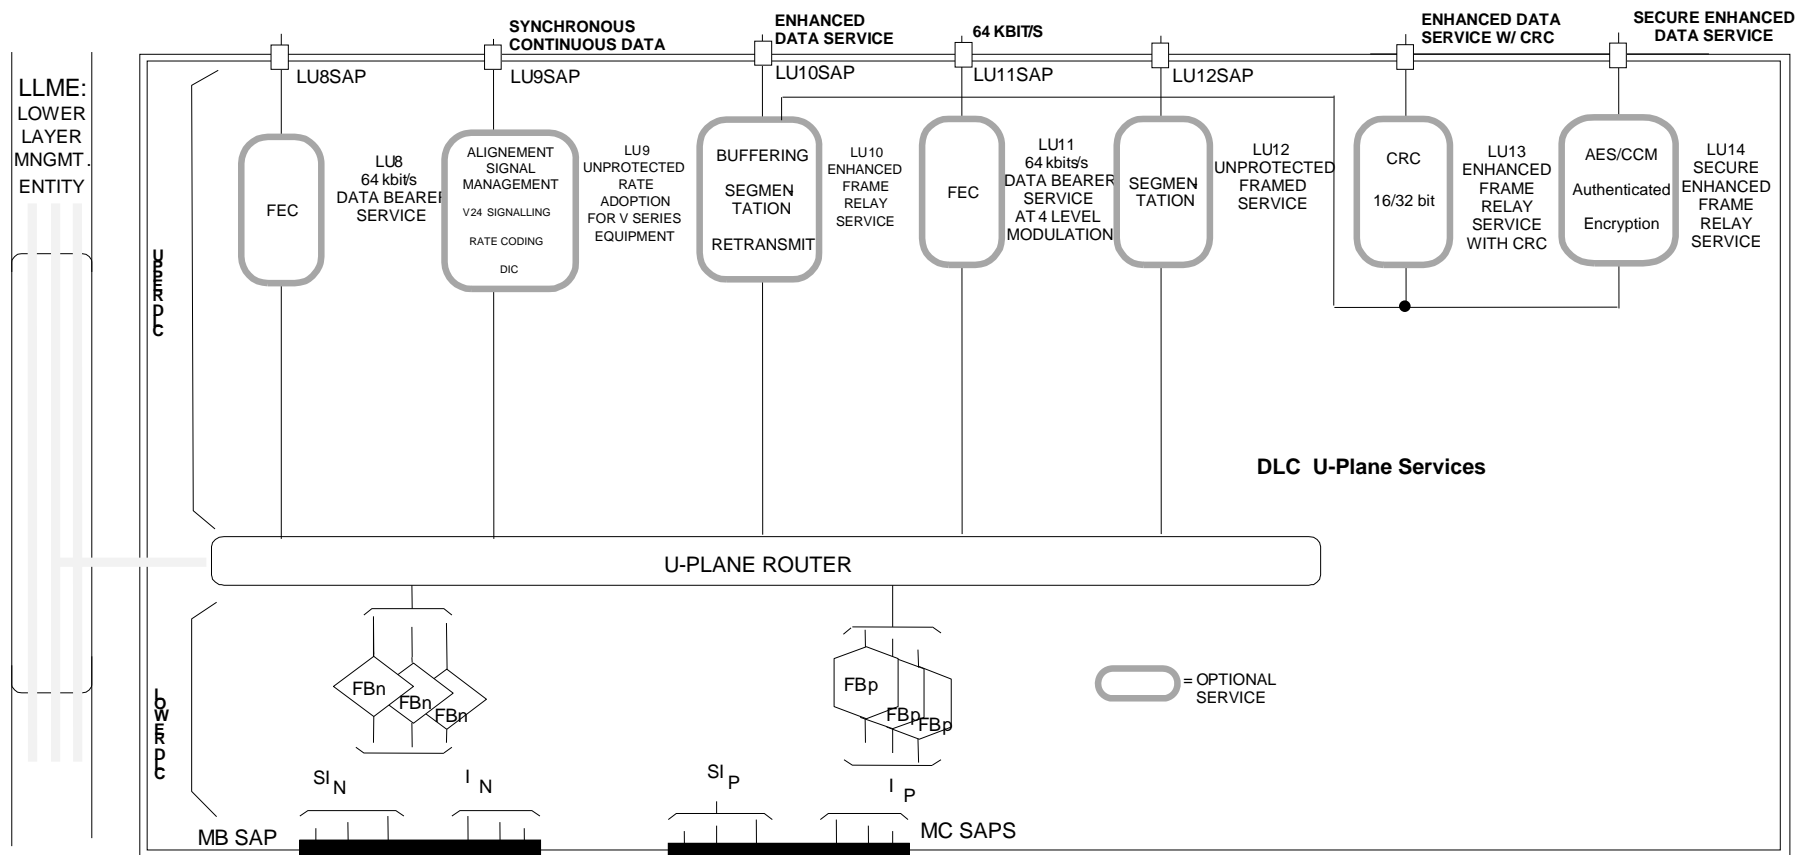 SYNCHRONOUS
CONTINUOUS DATA
ENHANCED
DATA SERVICE
64 KBIT/S
ENHANCED DATA
SERVICE W/ CRC
SECURE ENHANCED
DATA SERVICE
LU8SAP
LU9SAP
LU10SAP
LU11SAP
LU12SAP
LLME:
LOWER
LAYER
MNGMT.
ENTITY
UPPER DLC
FEC
LU8
64 kbit/s
DATA BEARER
SERVICE
ALIGNEMENT
SIGNAL
MANAGEMENT
V24 SIGNALLING
RATE CODING
DIC
LU9
UNPROTECTED
RATE
ADOPTION
FOR V SERIES
EQUIPMENT
BUFFERING
SEGMEN
TATION
RETRANSMIT
LU10
ENHANCED
FRAME
RELAY
SERVICE
FEC
LU11
64 kbits/s
DATA BEARER
SERVICE
AT 4 LEVEL
MODULATION
SEGMEN
TATION
LU12
UNPROTECTED
FRAMED
SERVICE
CRC
16/32 bit
LU13
ENHANCED
FRAME
RELAY
SERVICE
WITH CRC
AES/CCM
Authenticated
Encryption
LU14
SECURE
ENHANCED
FRAME
RELAY
SERVICE
DLC U-Plane Services
U-PLANE ROUTER
LOWER DLC
FBn
FBn
FBn
FBp
FBp
FBp
= OPTIONAL
SERVICE
SI N
I N
SI P
I P
MB SAP
MC SAPS